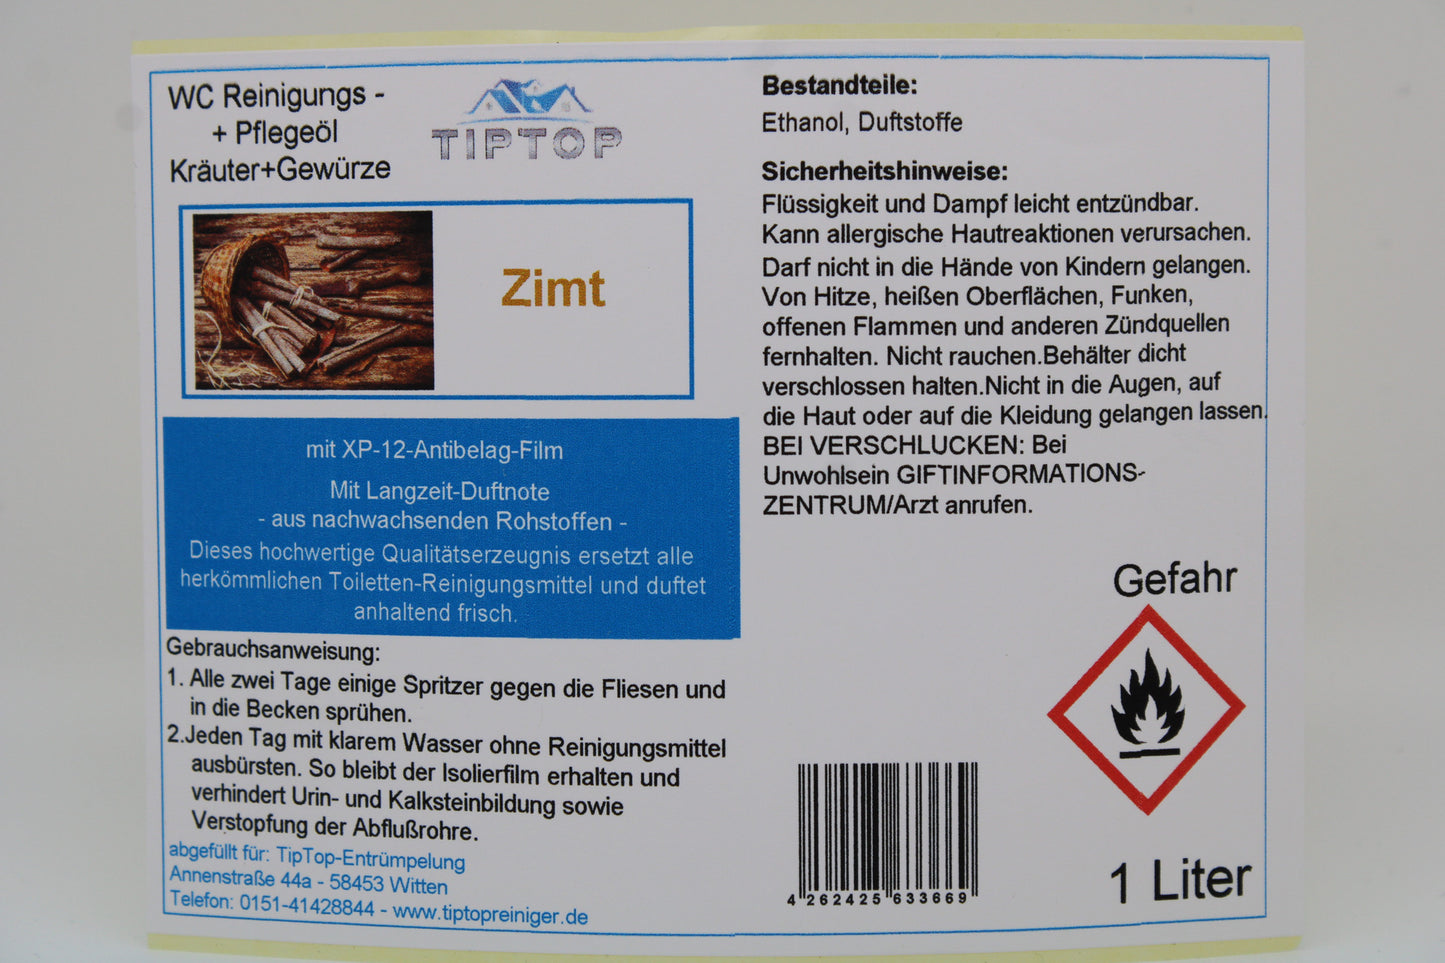 WC Reinigungs -
+ Pflegeöl
Kräuter+Gewürze
TIPTOP
Zimt
mit XP-12-Antibelag-Film
Mit Langzeit-Duftnote
- aus nachwachsenden Rohstoffen -
Dieses hochwertige Qualitätserzeugnis ersetzt alle
herkömmlichen Toiletten-Reinigungsmittel und duftet
anhaltend frisch.
Gebrauchsanweisung:
1. Alle zwei Tage einige Spritzer gegen die Fliesen und
in die Becken sprühen.
2.Jeden Tag mit klarem Wasser ohne Reinigungsmittel
ausbürsten. So bleibt der Isolierfilm erhalten und
verhindert Urin- und Kalksteinbildung sowie
Verstopfung der Abflußrohre.
abgefüllt für: TipTop-Entrümpelung
Annenstraße 44a - 58453 Witten
Telefon: 0151-41428844 - www.tiptopreiniger.de
Bestandteile:
Ethanol, Duftstoffe
Sicherheitshinweise:
Flüssigkeit und Dampf leicht entzündbar.
Kann allergische Hautreaktionen verursachen.
Darf nicht in die Hände von Kindern gelangen.
Von Hitze, heißen Oberflächen, Funken,
offenen Flammen und anderen Zündquellen
fernhalten. Nicht rauchen.Behälter dicht
verschlossen halten.Nicht in die Augen, auf
die Haut oder auf die Kleidung gelangen lassen.
BEI VERSCHLUCKEN: Bei
Unwohlsein GIFTINFORMATIONS-
ZENTRUM/Arzt anrufen.
Gefahr
4 262425 633669
1 Liter